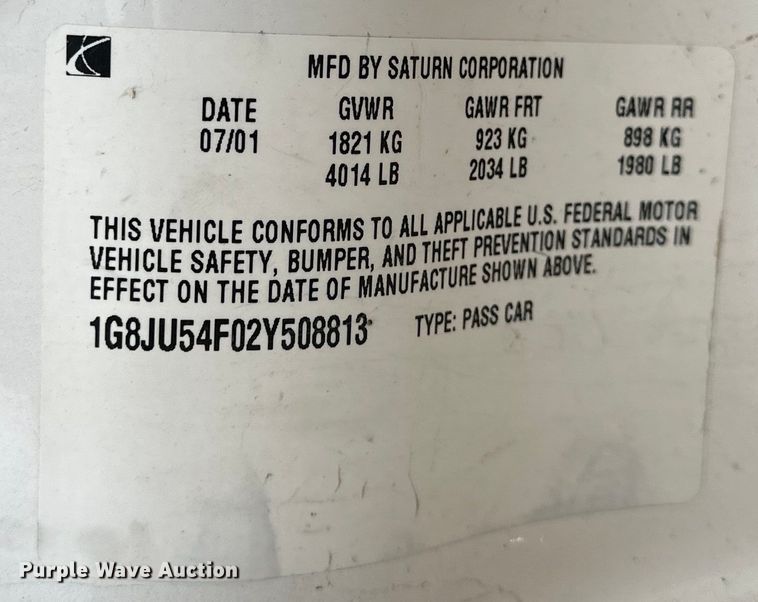 MFD BY SATURN CORPORATION
DATE GVWR GAWR FRT GAWR RR
07/01 1821 KG 923 KG 898 KG
4014 LB 2034 LB 1980 LB
THIS VEHICLE CONFORMS TO ALL APPLICABLE U.S. FEDERAL MOTOR
VEHICLE SAFETY, BUMPER, AND THEFT PREVENTION STANDARDS IN
EFFECT ON THE DATE OF MANUFACTURE SHOWN ABOVE.
1G8JU54F02Y508813 TYPE: PASS CAR
Purple Wave Auction